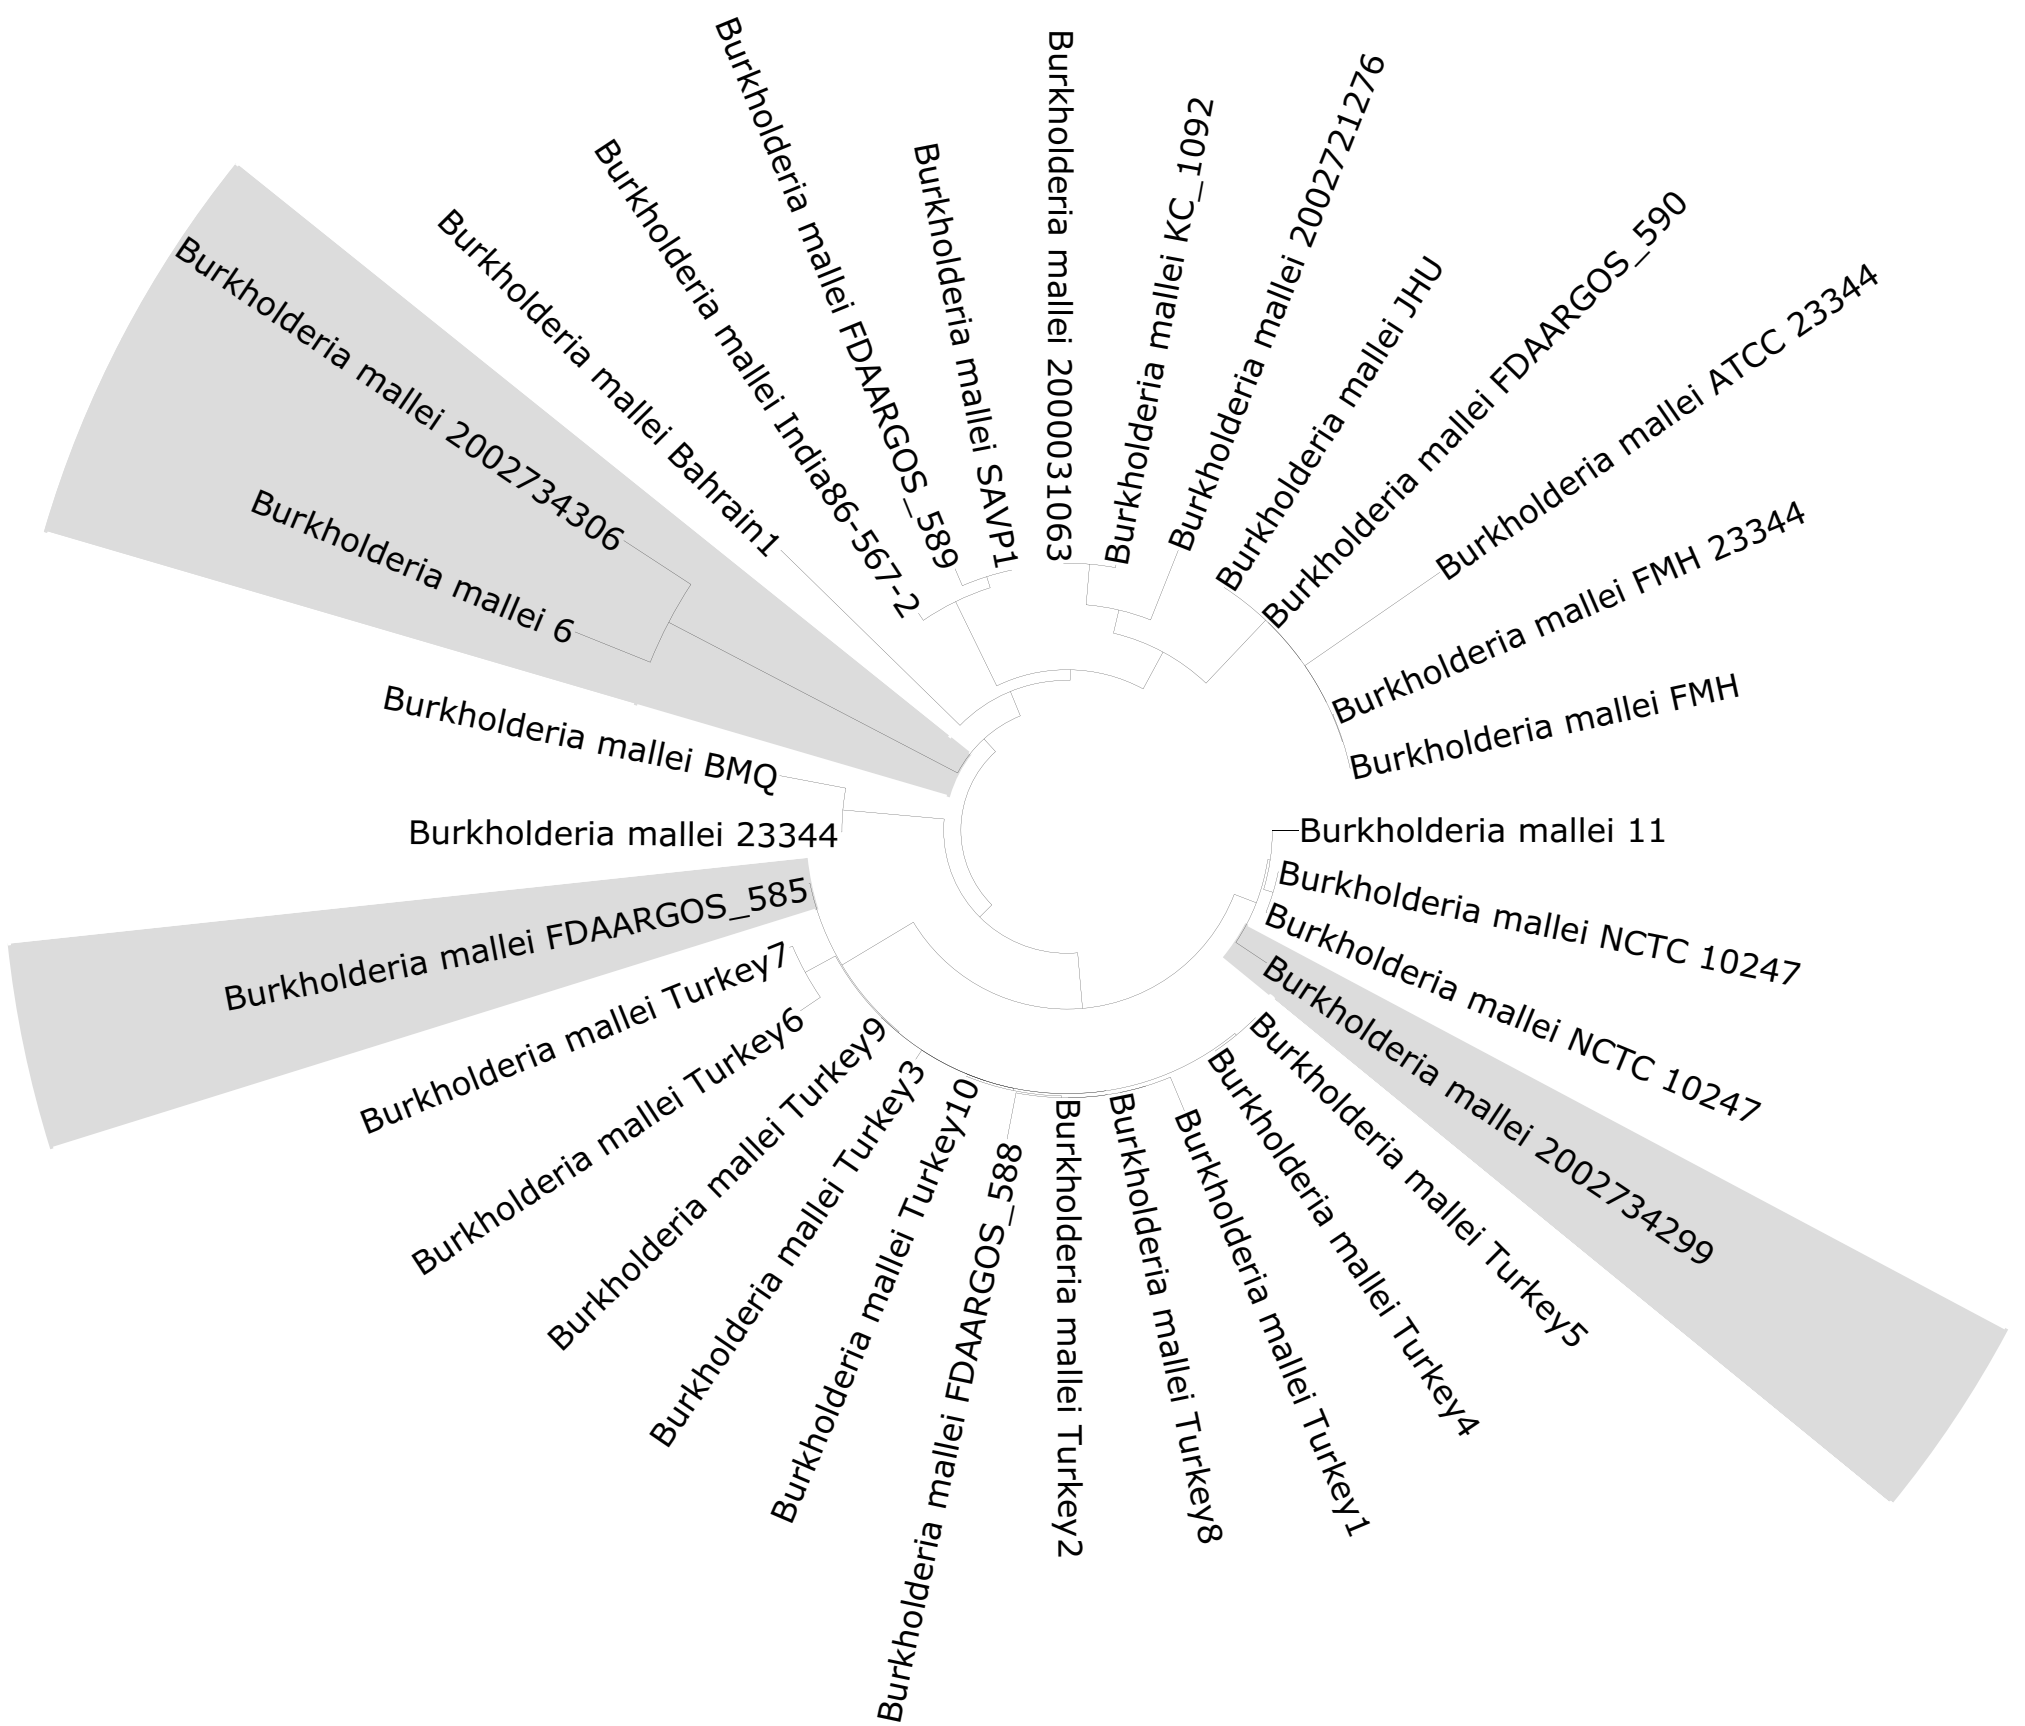 Burkholderia mallei 2000031063
Burkholderia mallei KC_1092
Burkholderia mallei 2002721276
Burkholderia mallei JHU
Burkholderia mallei FDAARGOS_590
Burkholderia mallei ATCC 23344
Burkholderia mallei FMH 23344
Burkholderia mallei FMH
Burkholderia mallei 11
Burkholderia mallei NCTC 10247
Burkholderia mallei NCTC 10247
Burkholderia mallei 2002734299
Burkholderia mallei Turkey5
Burkholderia mallei Turkey4
Burkholderia mallei Turkey1
Burkholderia mallei Turkey8
Burkholderia mallei Turkey2
Burkholderia mallei FDAARGOS_588
Burkholderia mallei Turkey10
Burkholderia mallei Turkey3
Burkholderia mallei Turkey9
Burkholderia mallei Turkey6
Burkholderia mallei Turkey7
Burkholderia mallei FDAARGOS_585
Burkholderia mallei 23344
Burkholderia mallei BMQ
Burkholderia mallei 6
Burkholderia mallei 2002734306
Burkholderia mallei Bahrain1
Burkholderia mallei India86-567-2
Burkholderia mallei FDAARGOS_589
Burkholderia mallei SAVP1